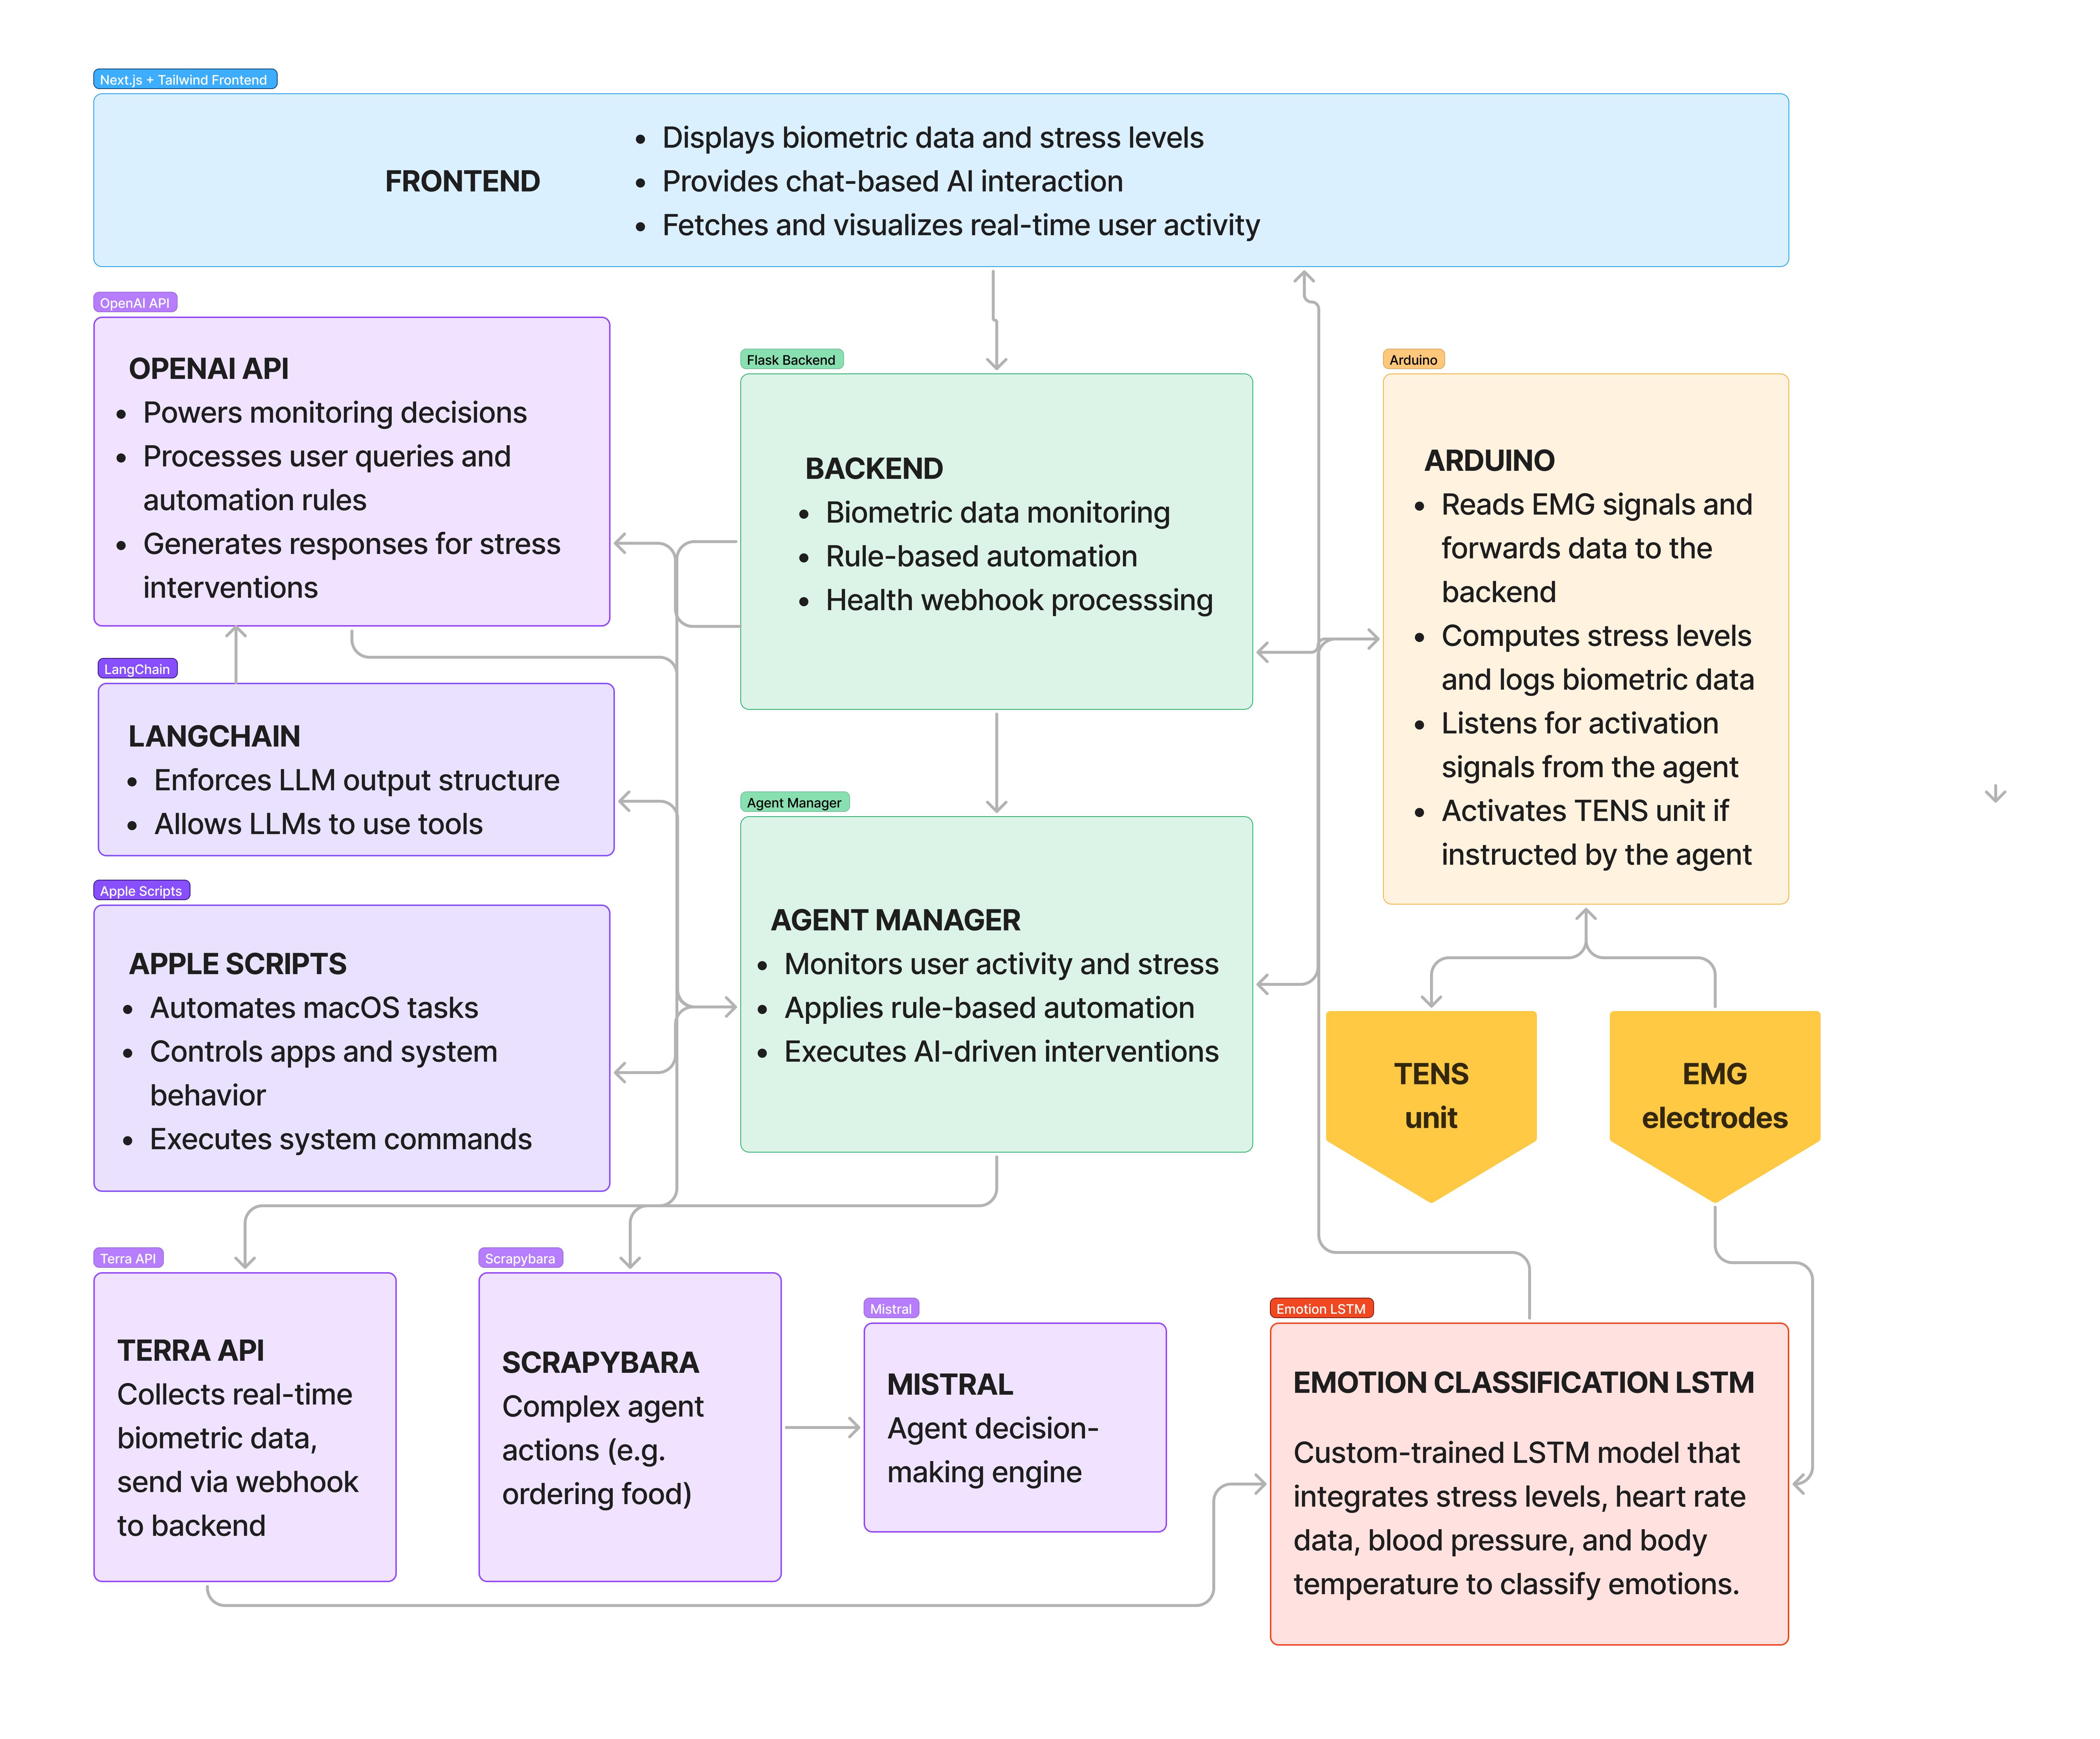 Next.js + Tailwind Frontend
FRONTEND
• Displays biometric data and stress levels
• Provides chat-based AI interaction
• Fetches and visualizes real-time user activity
OpenAI API
OPENAI API
• Powers monitoring decisions
• Processes user queries and
automation rules
• Generates responses for stress
interventions
Flask Backend
BACKEND
• Biometric data monitoring
• Rule-based automation
• Health webhook processsing
Arduino
ARDUINO
• Reads EMG signals and
forwards data to the
backend
• Computes stress levels
and logs biometric data
• Listens for activation
signals from the agent
• Activates TENS unit if
instructed by the agent
LangChain
LANGCHAIN
• Enforces LLM output structure
• Allows LLMs to use tools
Agent Manager
AGENT MANAGER
• Monitors user activity and stress
• Applies rule-based automation
• Executes AI-driven interventions
Apple Scripts
APPLE SCRIPTS
• Automates macOS tasks
• Controls apps and system
behavior
• Executes system commands
TENS
unit
EMG
electrodes
Terra API
TERRA API
Collects real-time
biometric data,
send via webhook
to backend
Scrapybara
SCRAPYBARA
Complex agent
actions (e.g.
ordering food)
Mistral
MISTRAL
Agent decision-
making engine
Emotion LSTM
EMOTION CLASSIFICATION LSTM
Custom-trained LSTM model that
integrates stress levels, heart rate
data, blood pressure, and body
temperature to classify emotions.